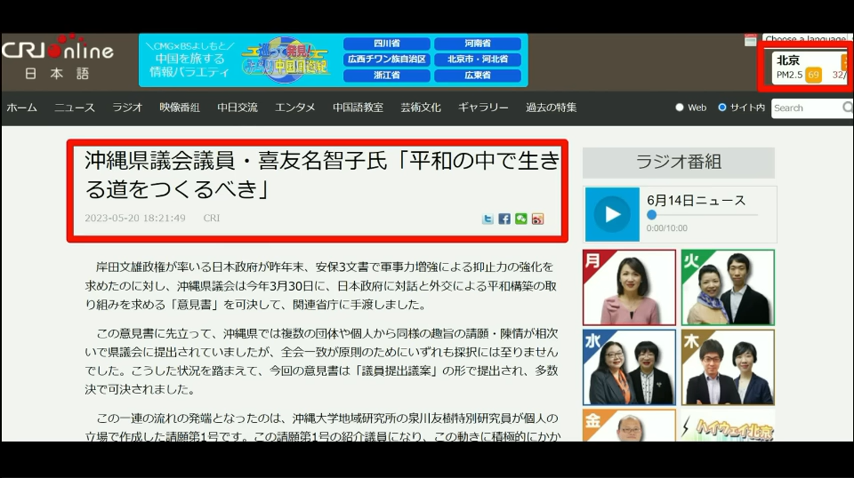 CRI online
日本語
＼CMG×BSよしもと／
中国を旅する
情報バラエティ
巡って発見！
中国回遊紀
四川省
河南省
広西チワン族自治区
北京市・河北省
浙江省
広東省
Choose a language
北京
PM2.5 69 32/
ホーム ニュース ラジオ 映像番組 中日交流 エンタメ 中国語教室 芸術文化 ギャラリー 過去の特集
Web サイト内 Search
沖縄県議会議員・喜友名智子氏「平和の中で生き
る道をつくるべき」
2023-05-20 18:21:49 CRI
岸田文雄政権が率いる日本政府が昨年末、安保3文書で軍事力増強による抑止力の強化を
求めたのに対し、沖縄県議会は今年3月30日に、日本政府に対話と外交による平和構築の取
り組みを求める「意見書」を可決して、関連省庁に手渡しました。
この意見書に先立って、沖縄県では複数の団体や個人から同様の趣旨の請願・陳情が相次
いで県議会に提出されていましたが、全会一致が原則のためにいずれも採択には至りません
でした。こうした状況を踏まえて、今回の意見書は「議員提出議案」の形で提出され、多数
決で可決されました。
この一連の流れの発端となったのは、沖縄大学地域研究所の泉川友樹特別研究員が個人の
立場で作成した請願第1号です。この請願第1号の紹介議員になり、この動きに積極的にかか
ラジオ番組
6月14日ニュース
0:00/10:00
月
火
水
木
金
ハイウェイ北京